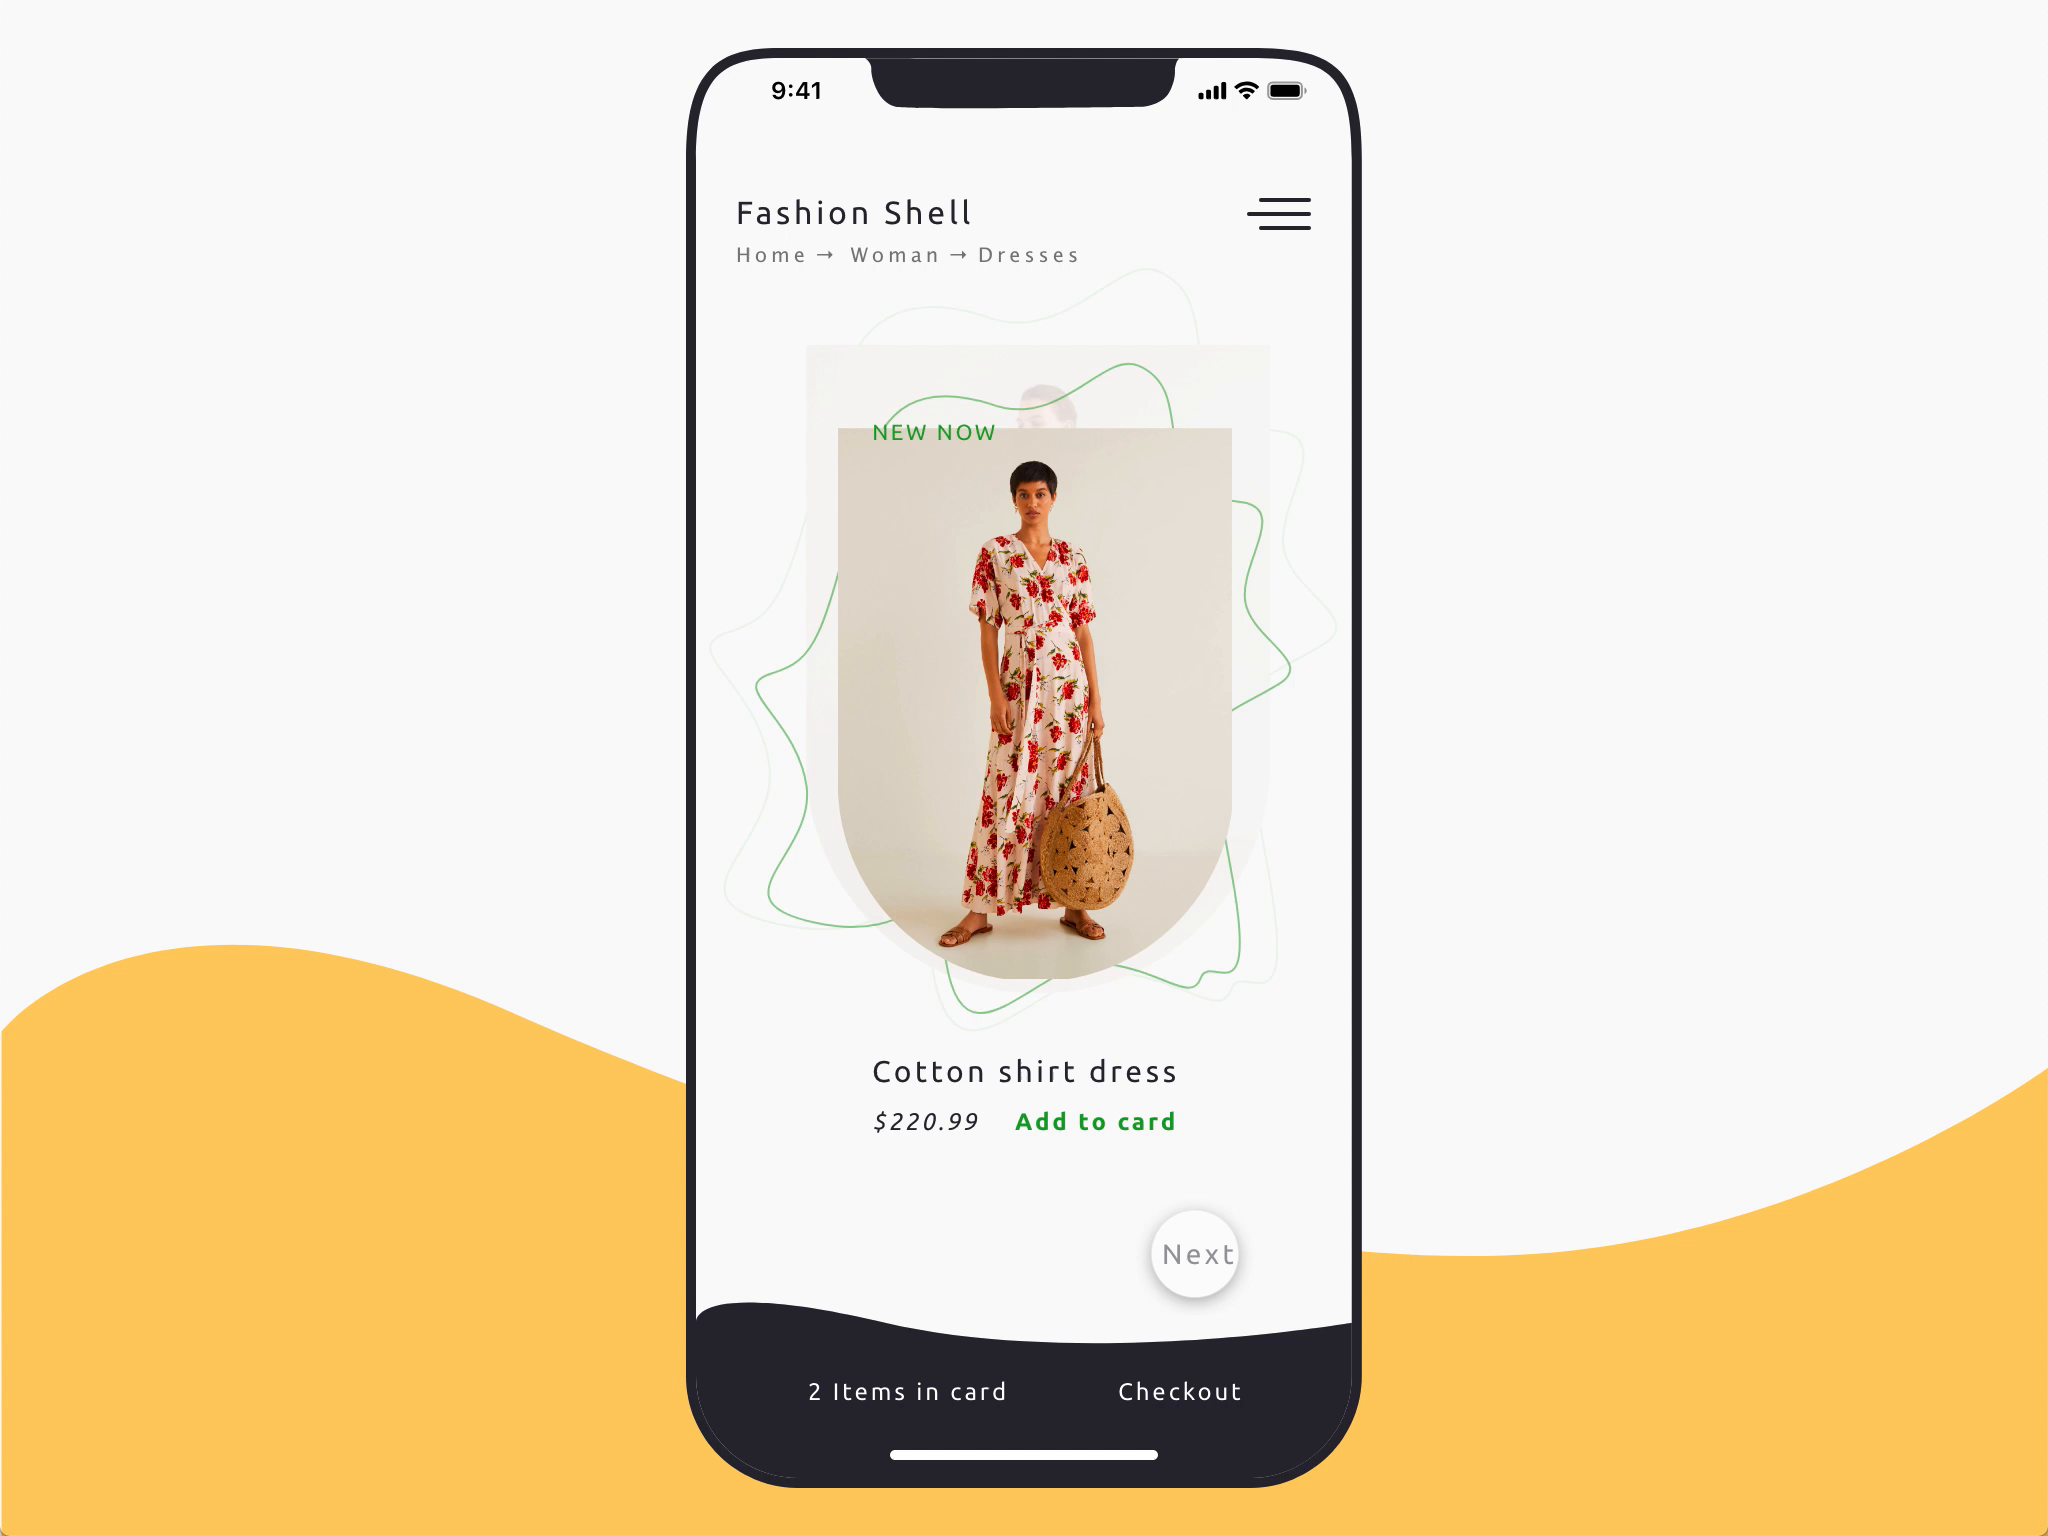 9:41
Fashion Shell
Home → Woman → Dresses
NEW NOW
Cotton shirt dress
$220.99 Add to card
Next
2 Items in card Checkout